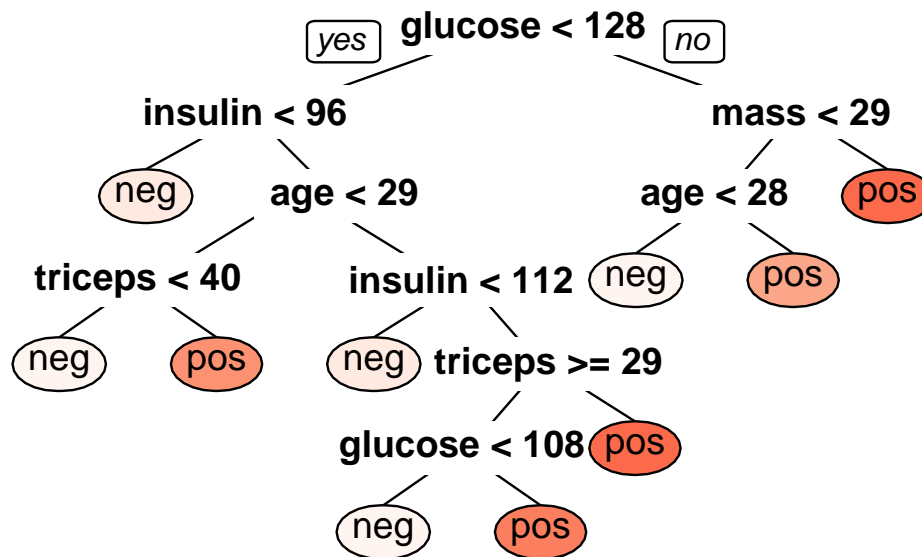 yes glucose < 128 no
insulin < 96 mass < 29
neg age < 29 age < 28 pos
triceps < 40 insulin < 112 neg pos
neg pos neg triceps >= 29
glucose < 108 pos
neg pos